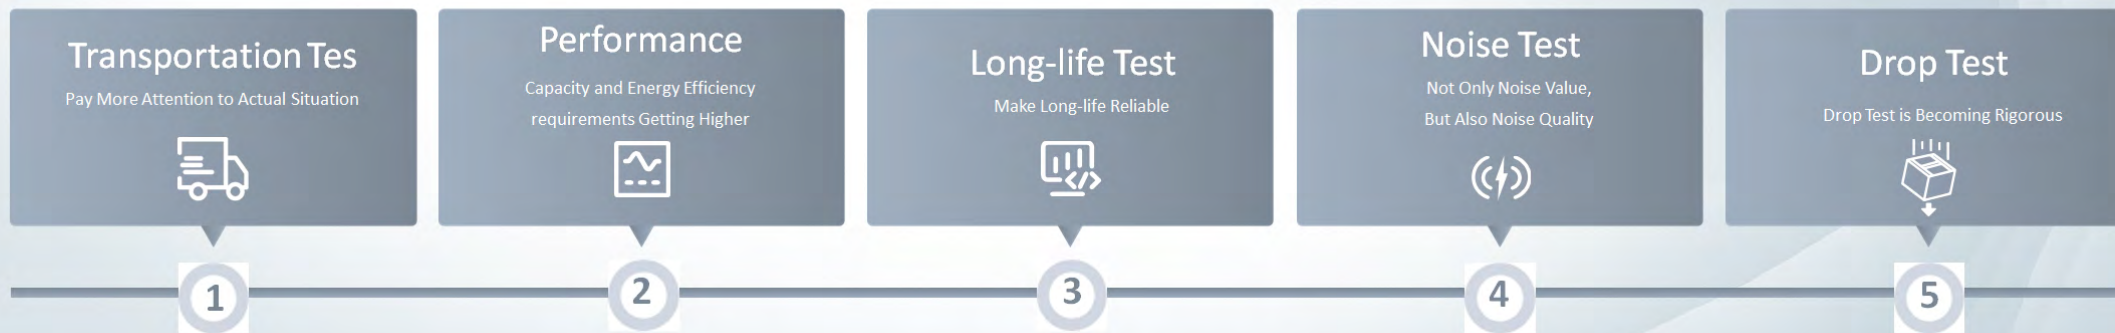 Transportation Tes
Pay More Attention to Actual Situation
1
Performance
Capacity and Energy Efficiency
requirements Getting Higher
2
Long-life Test
Make Long-life Reliable
3
Noise Test
Not Only Noise Value,
But Also Noise Quality
4
Drop Test
Drop Test is Becoming Rigorous
5